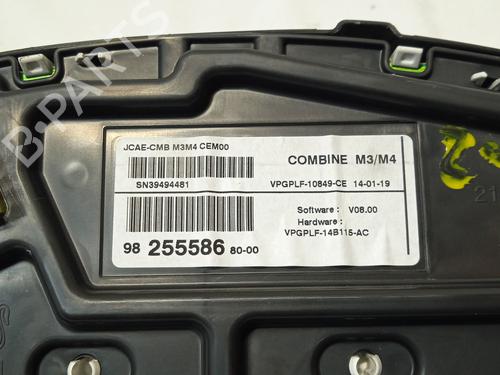 B-PARTS
JCAE-CMB M3M4 CEM00
COMBINE M3/M4
SN39494481
VPGPLF-10849-CE 14-01-19
Software : V08.00
Hardware :
VPGPLF-14B115-AC
98 255586 80-00
21